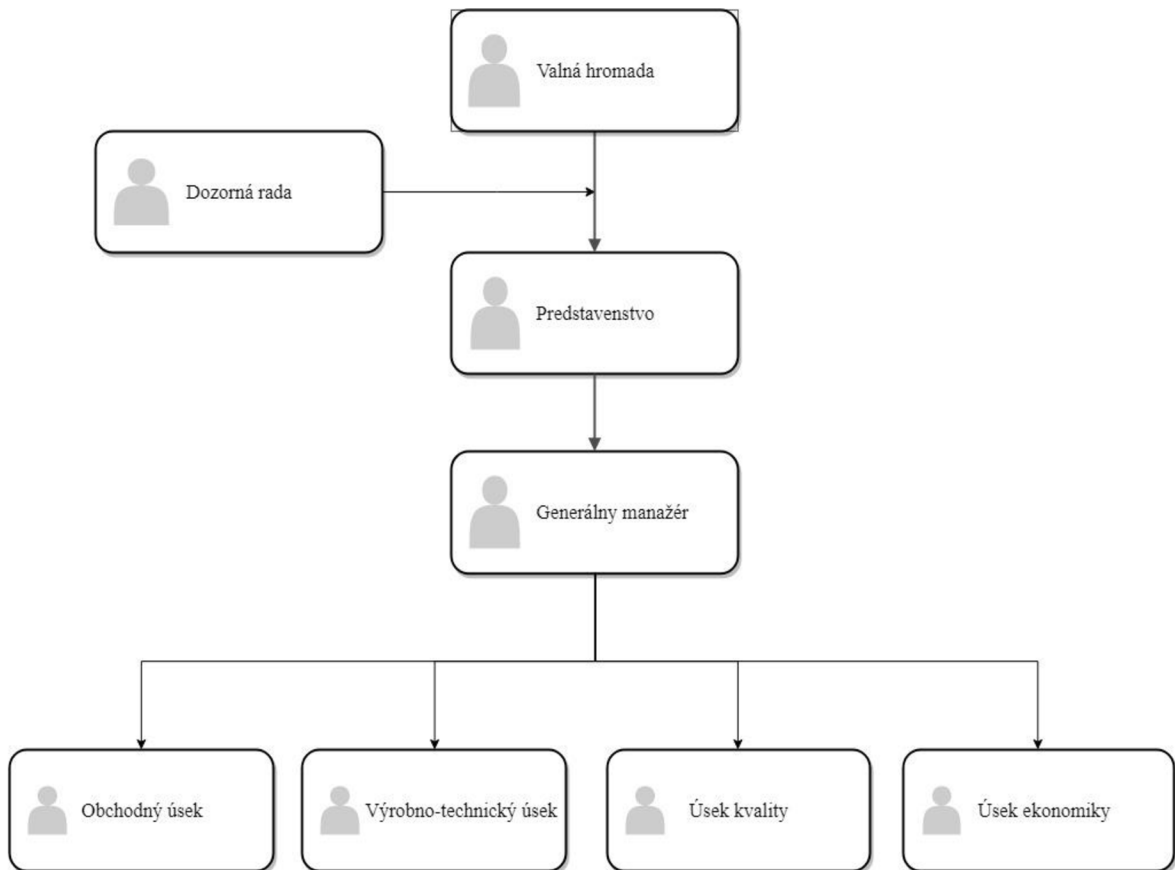 Valná hromada
Dozorná rada
Predstavenstvo
Generálny manažér
Obchodný úsek
Výrobno-technický úsek
Úsek kvality
Úsek ekonomiky